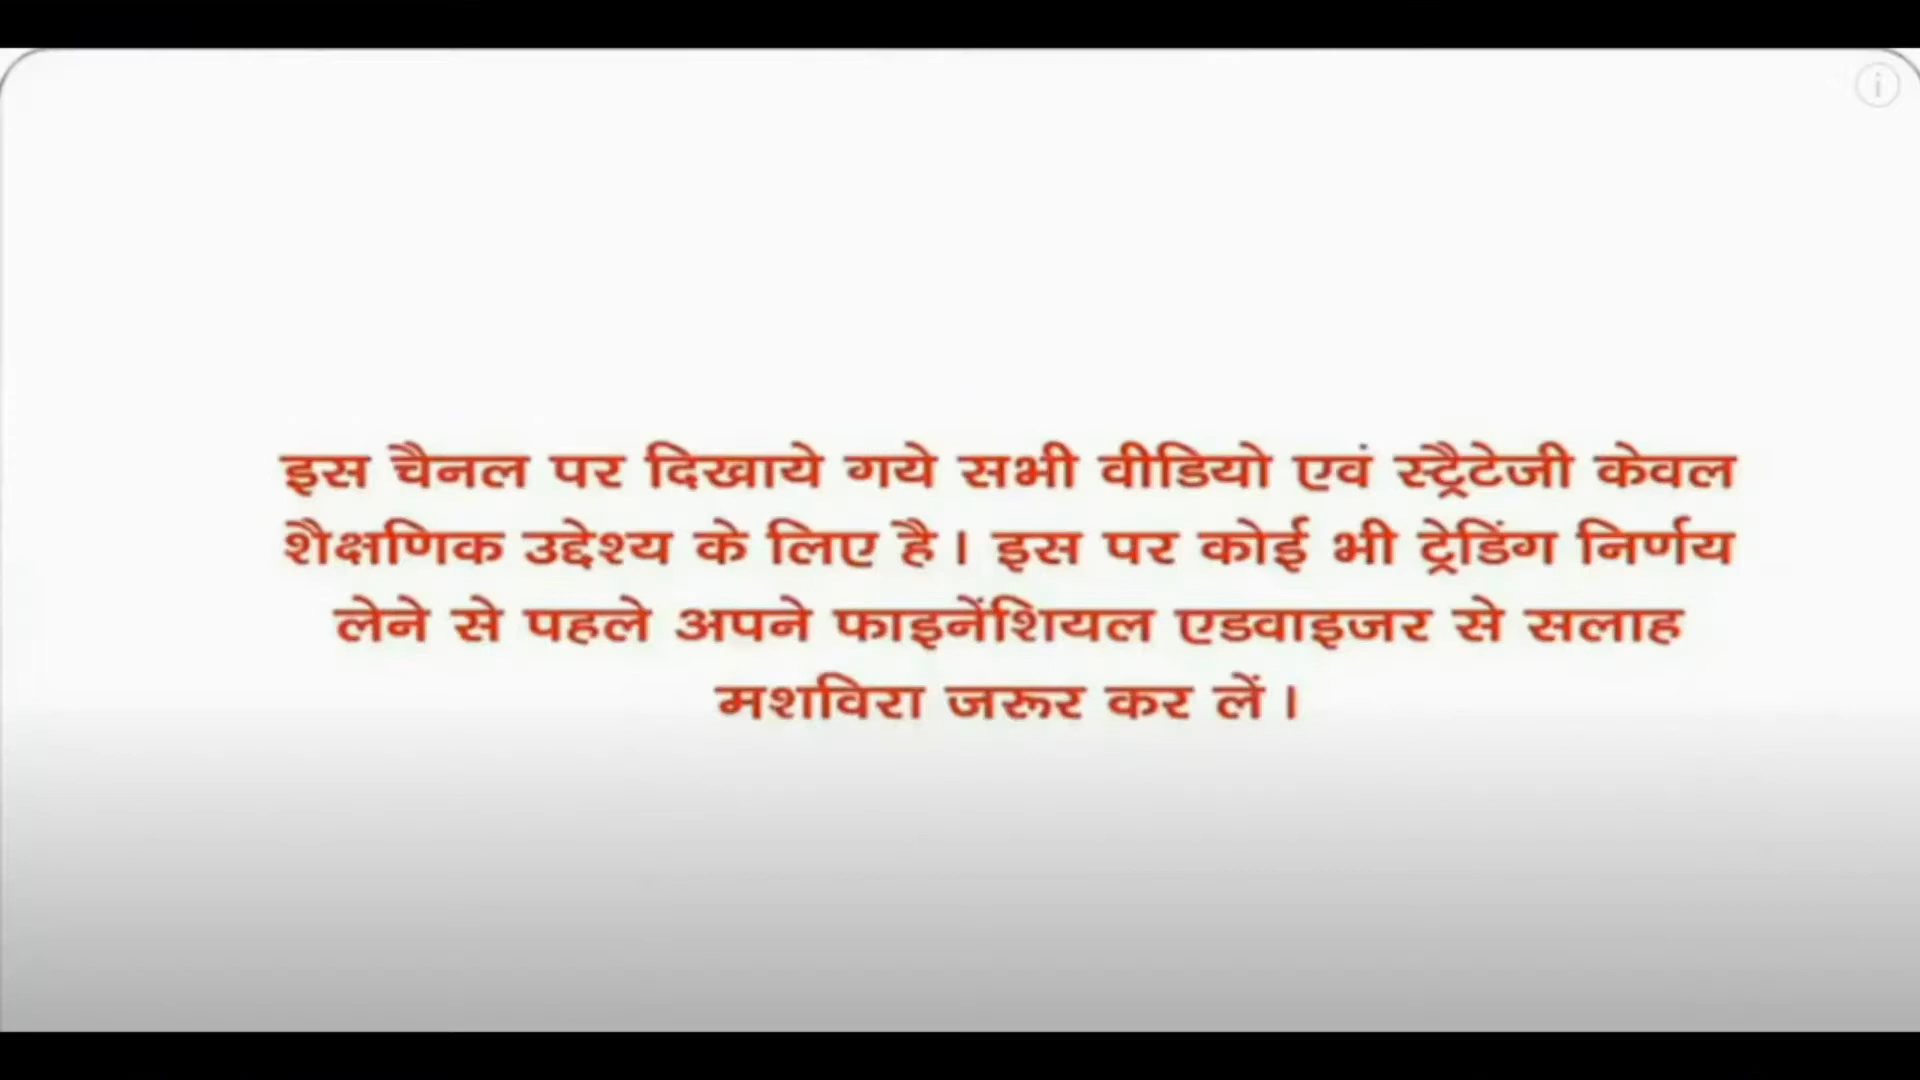 इस चैनल पर दिखाये गये सभी वीडियो एवं स्ट्रैटेजी केवल
शैक्षणिक उद्देश्य के लिए है। इस पर कोई भी ट्रेडिंग निर्णय
लेने से पहले अपने फाइनेंशियल एडवाइजर से सलाह
मशविरा जरूर कर लें।